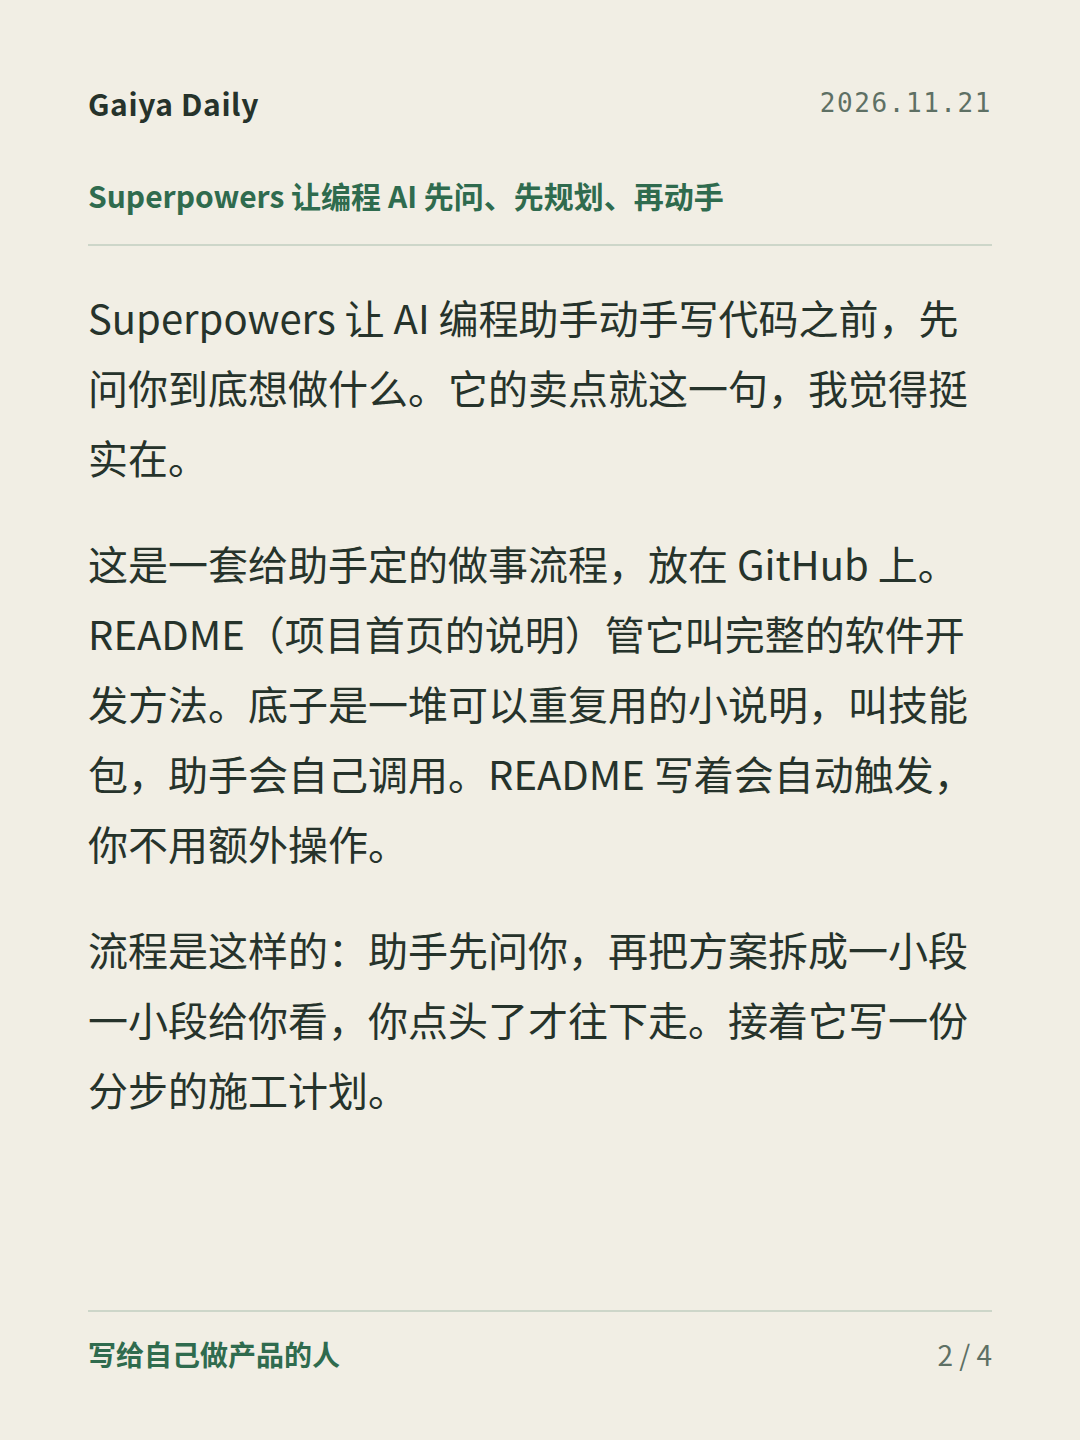 Gaiya Daily
2026.11.21
Superpowers 让编程 AI 先问、先规划、再动手
Superpowers 让 AI 编程助手动手写代码之前，先
问你到底想做什么。它的卖点就这一句，我觉得挺
实在。
这是一套给助手定的做事流程，放在 GitHub 上。
README（项目首页的说明）管它叫完整的软件开
发方法。底子是一堆可以重复用的小说明，叫技能
包，助手会自己调用。README 写着会自动触发，
你不用额外操作。
流程是这样的：助手先问你，再把方案拆成一小段
一小段给你看，你点头了才往下走。接着它写一份
分步的施工计划。
写给自己做产品的人
2 / 4